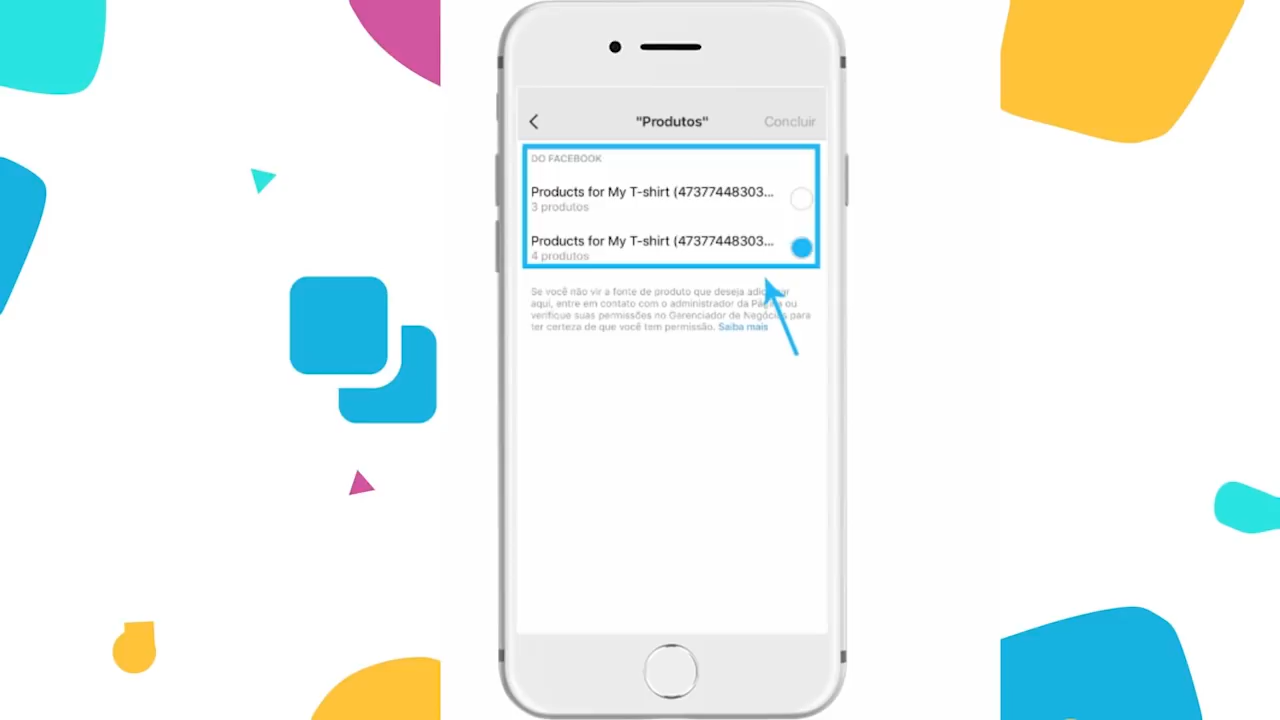 "Produtos"
Concluir
DO FACEBOOK
Products for My T-shirt (47377448303...
3 produtos
Products for My T-shirt (47377448303...
4 produtos
Se você não vir a fonte de produto que deseja adicionar
aqui, entre em contato com o administrador da Página ou
verifique suas permissões no Gerenciador de Negócios para
ter certeza de que você tem permissão. Saiba mais